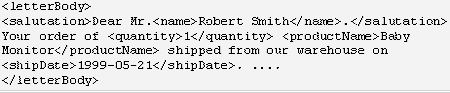 <letterBody>
<salutation>Dear Mr.<name>Robert Smith</name>.</salutation>
Your order of <quantity>1</quantity> <productName>Baby
Monitor</productName> shipped from our warehouse on
<shipDate>1999-05-21</shipDate>. ....
</letterBody>